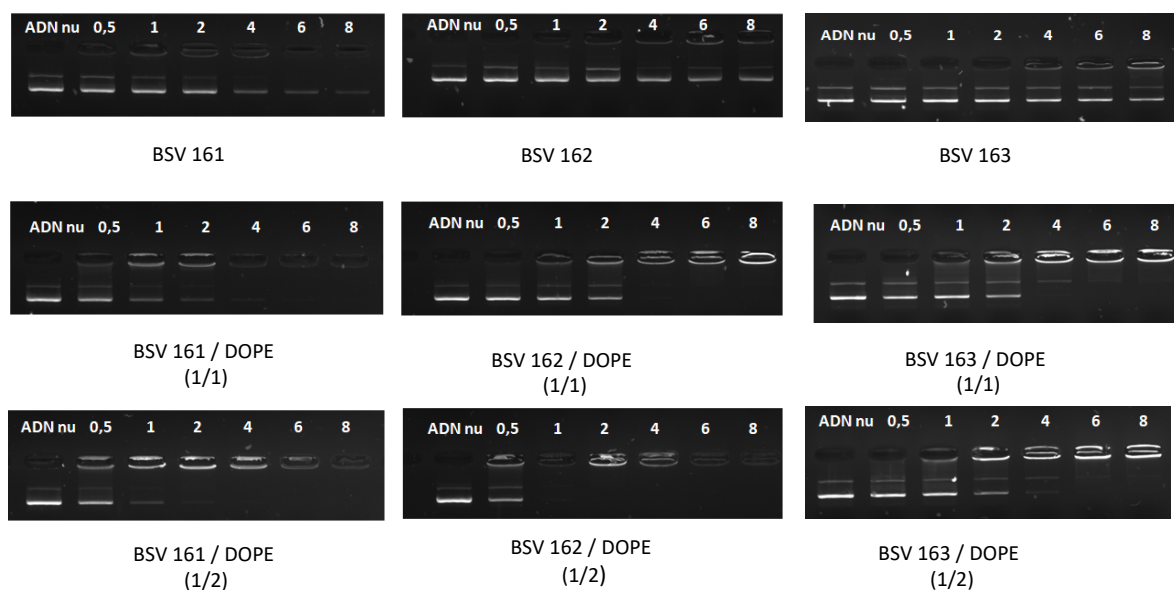 ADN nu 0,5 1 2 4 6 8
ADN nu 0,5 1 2 4 6 8
ADN nu 0,5 1 2 4 6 8
BSV 161
BSV 162
BSV 163
ADN nu 0,5 1 2 4 6 8
ADN nu 0,5 1 2 4 6 8
ADN nu 0,5 1 2 4 6 8
BSV 161 / DOPE
(1/1)
BSV 162 / DOPE
(1/1)
BSV 163 / DOPE
(1/1)
ADN nu 0,5 1 2 4 6 8
ADN nu 0,5 1 2 4 6 8
ADN nu 0,5 1 2 4 6 8
BSV 161 / DOPE
(1/2)
BSV 162 / DOPE
(1/2)
BSV 163 / DOPE
(1/2)